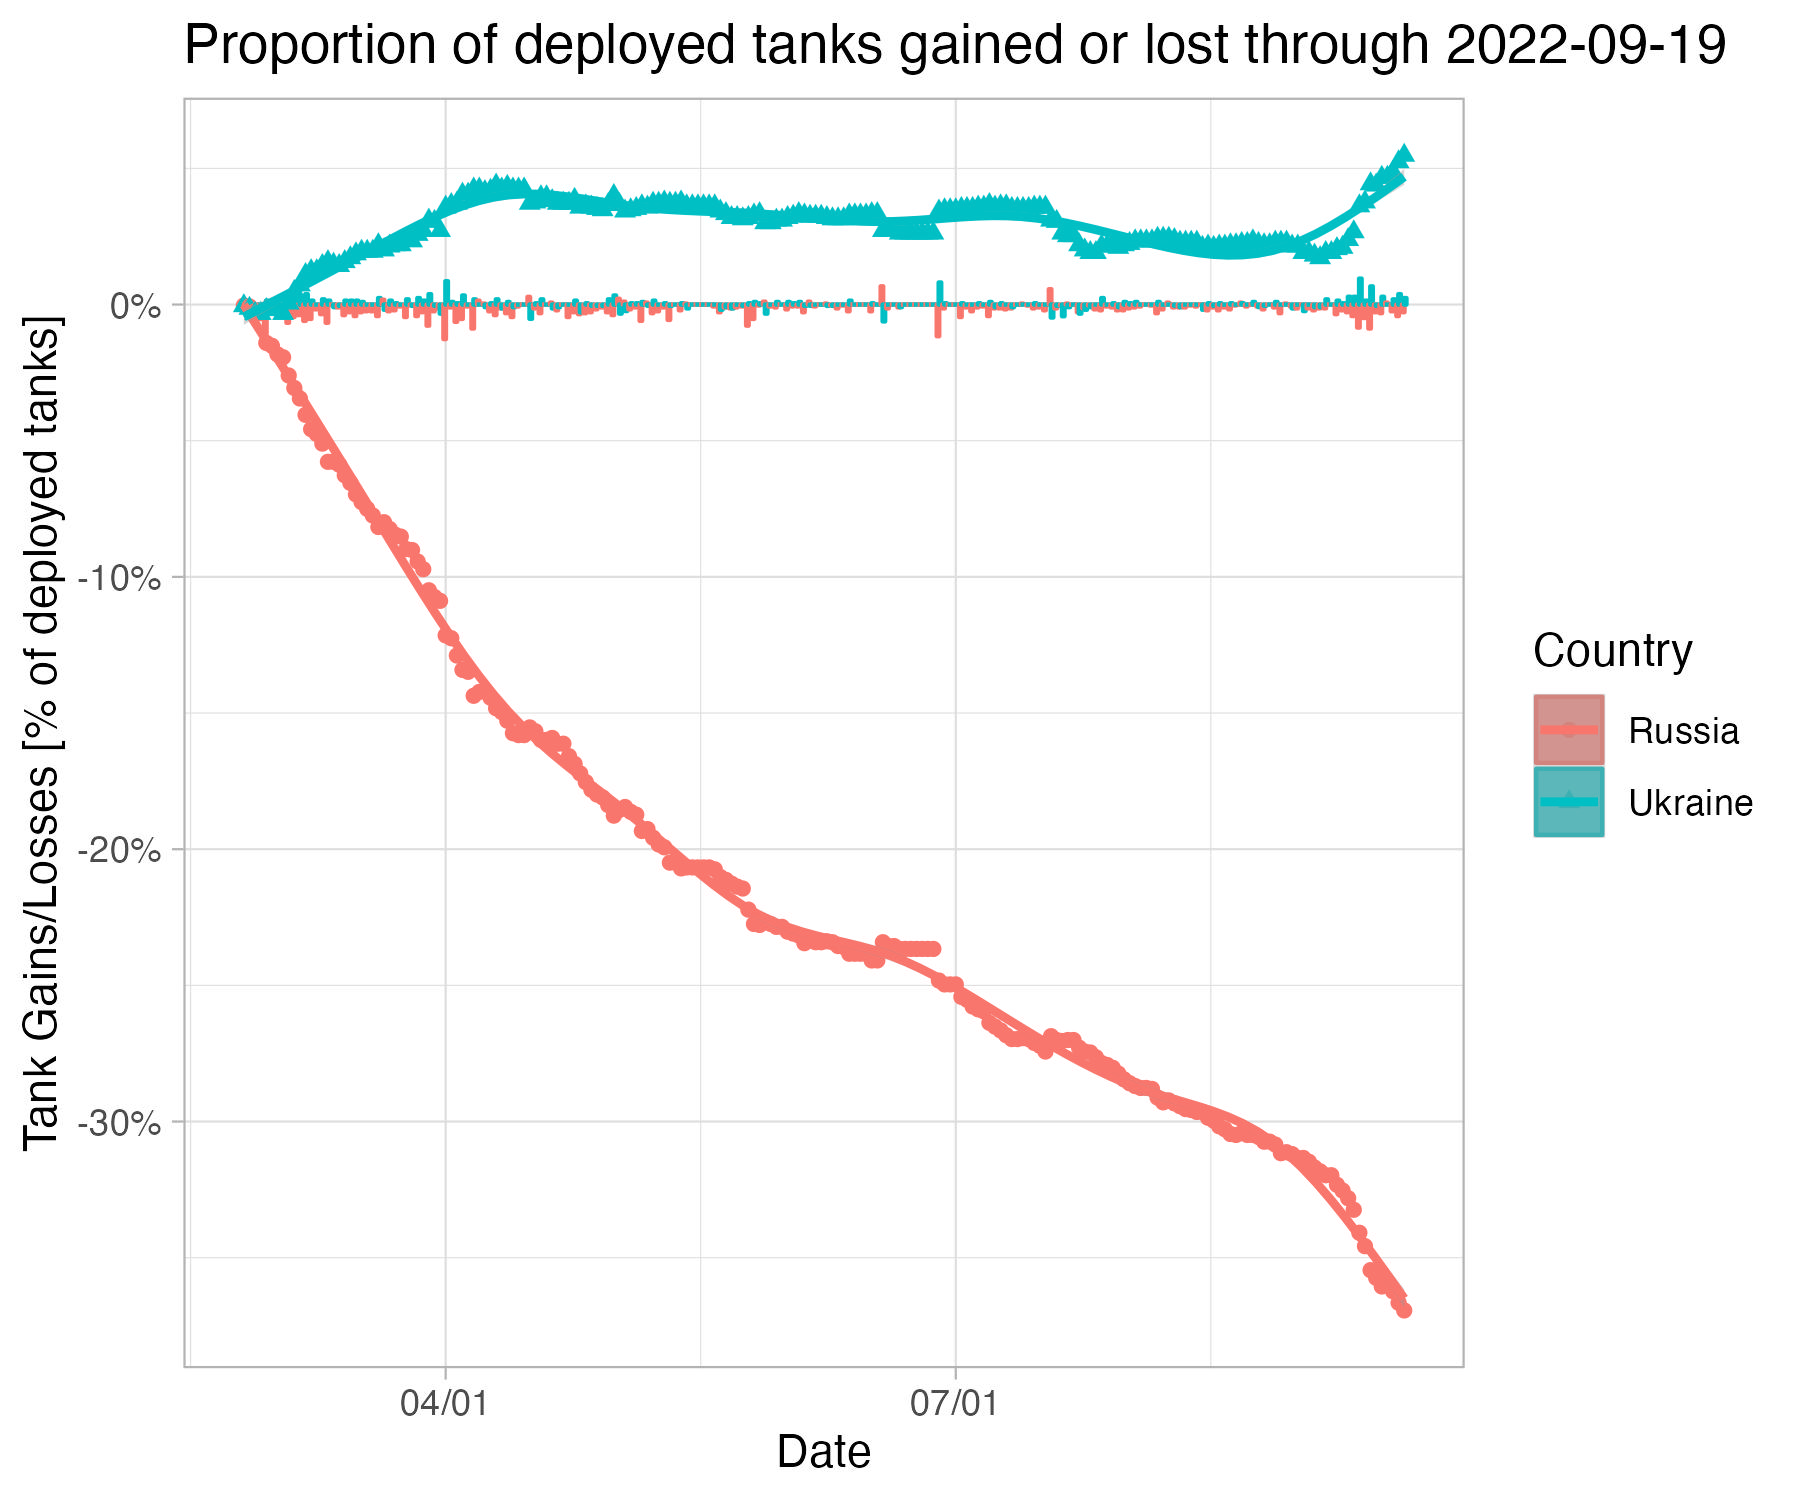 Proportion of deployed tanks gained or lost through 2022-09-19
Tank Gains/Losses [% of deployed tanks]
0%
-10%
-20%
-30%
04/01
07/01
Date
Country
Russia
Ukraine